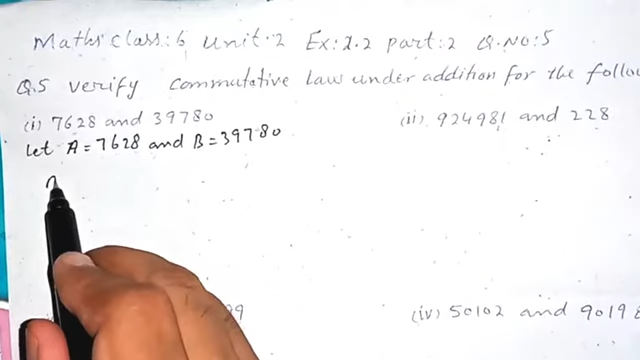 Maths class:6 Unit.2 Ex:2.2 part:2 Q.No:5
Q.5 verify commutative law under addition for the
(i) 7628 and 39780
(ii) 924981 and 228
Let A=7628 and B=39780
(iv) 50102 and